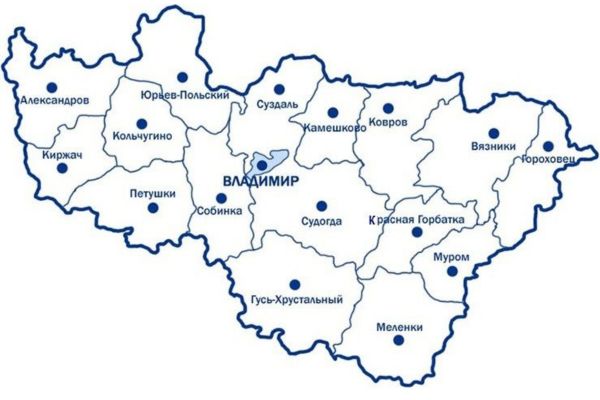 Александров
Юрьев-Польский
Суздаль
Камешково
Ковров
Кольчугино
Вязники
Киржач
Гороховец
ВЛАДИМИР
Петушки
Собинка
Судогда
Красная Горбатка
Муром
Гусь-Хрустальный
Меленки